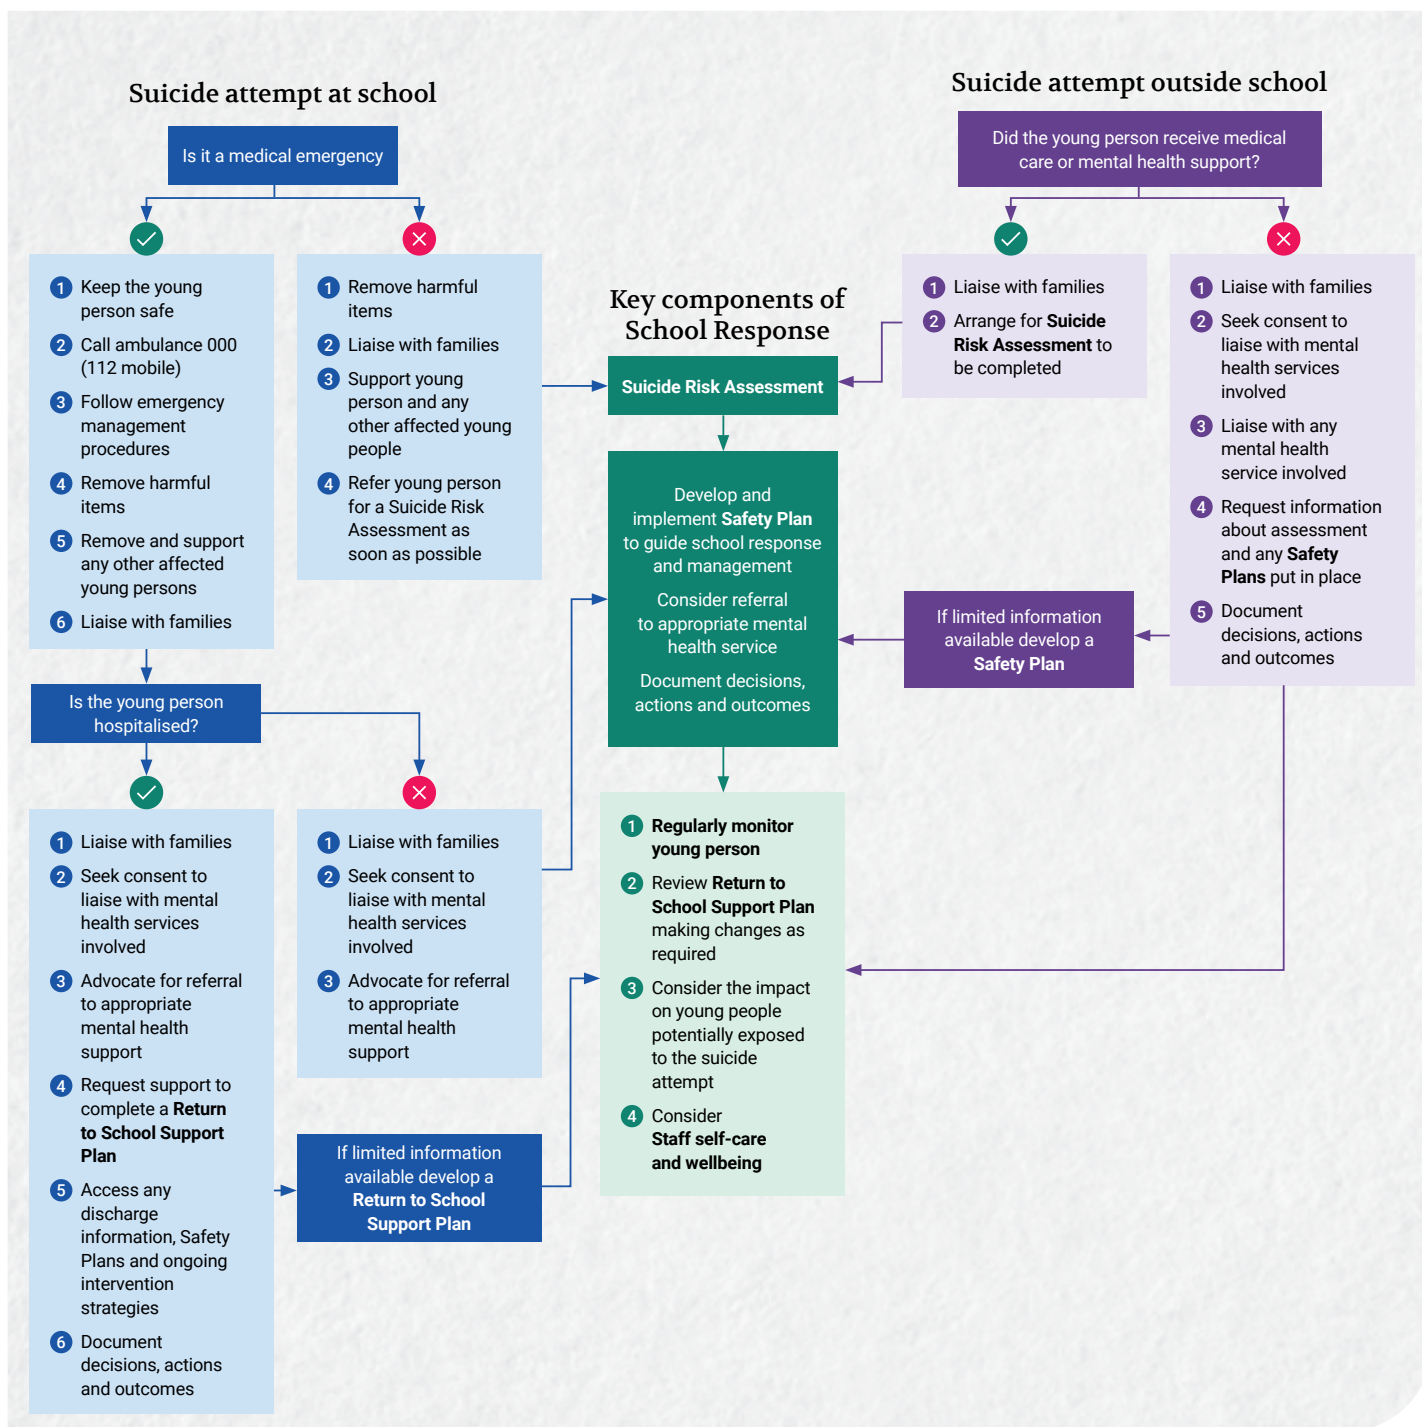 Suicide attempt at school
Is it a medical emergency
1 Keep the young
person safe
2 Call ambulance 000
(112 mobile)
3 Follow emergency
management
procedures
4 Remove harmful
items
5 Remove and support
any other affected
young persons
6 Liaise with families
1 Remove harmful
items
2 Liaise with families
3 Support young
person and any
other affected young
people
4 Refer young person
for a Suicide Risk
Assessment as
soon as possible
Is the young person
hospitalised?
1 Liaise with families
2 Seek consent to
liaise with mental
health services
involved
3 Advocate for referral
to appropriate
mental health
support
4 Request support to
complete a Return
to School Support
Plan
5 Access any
discharge
information, Safety
Plans and ongoing
intervention
strategies
6 Document
decisions, actions
and outcomes
1 Liaise with families
2 Seek consent to
liaise with mental
health services
involved
3 Advocate for referral
to appropriate
mental health
support
If limited information
available develop a
Return to School
Support Plan
Key components of
School Response
Suicide Risk Assessment
Develop and
implement Safety Plan
to guide school response
and management
Consider referral
to appropriate mental
health service
Document decisions,
actions and outcomes
1 Regularly monitor
young person
2 Review Return to
School Support Plan
making changes as
required
3 Consider the impact
on young people
potentially exposed
to the suicide
attempt
4 Consider
Staff self-care
and wellbeing
Suicide attempt outside school
Did the young person receive medical
care or mental health support?
1 Liaise with families
2 Arrange for Suicide
Risk Assessment to
be completed
1 Liaise with families
2 Seek consent to
liaise with mental
health services
involved
3 Liaise with any
mental health
service involved
4 Request information
about assessment
and any Safety
Plans put in place
5 Document
decisions, actions
and outcomes
If limited information
available develop a
Safety Plan